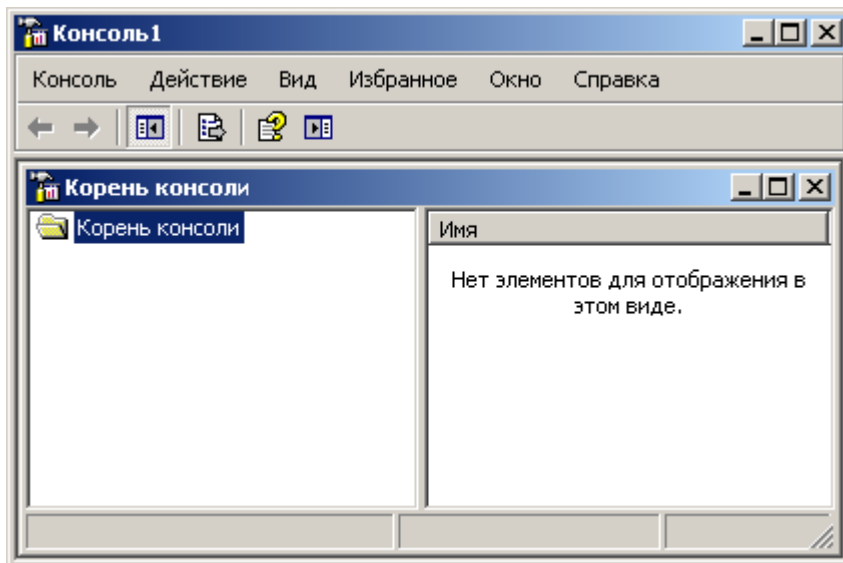 Консоль1
Консоль Действие Вид Избранное Окно Справка
Корень консоли
Корень консоли
Имя
Нет элементов для отображения в
этом виде.